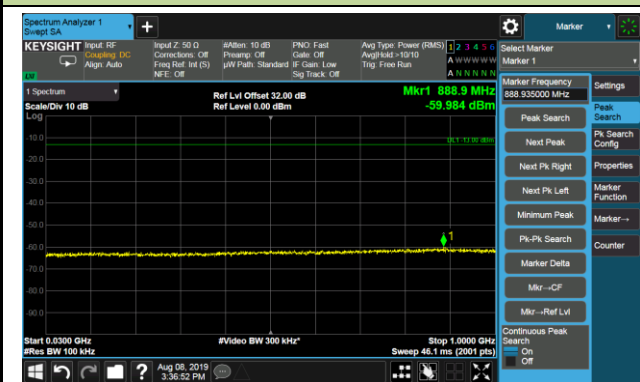 Spectrum Analyzer 1
Swept SA
Marker
KEYSIGHT
Input: RF
Coupling: DC
Align: Auto
Input Z: 50 Ω
Corrections: Off
Freq Ref: Int (S)
NFE: Off
#Atten: 10 dB
Preamp: Off
µW Path: Standard
PNO: Fast
Gate: Off
IF Gain: Low
Sig Track: Off
Avg Type: Power (RMS)
Avg|Hold:>10/10
Trig: Free Run
1 2 3 4 5 6
A W W W W W
A N N N N N
Select Marker
Marker 1
1 Spectrum
Scale/Div 10 dB
Log
Ref Lvl Offset 32.00 dB
Ref Level 0.00 dBm
Mkr1 888.9 MHz
-59.984 dBm
DL1 -13.00 dBm
-10.0
-20.0
-30.0
-40.0
-50.0
-60.0
-70.0
-80.0
-90.0
1
Start 0.0300 GHz
#Res BW 100 kHz
#Video BW 300 kHz*
Stop 1.0000 GHz
Sweep 46.1 ms (2001 pts)
Marker Frequency
888.935000 MHz
Peak Search
Next Peak
Next Pk Right
Next Pk Left
Minimum Peak
Pk-Pk Search
Marker Delta
Mkr→CF
Mkr→Ref Lvl
Continuous Peak
Search
On
Off
Settings
Peak
Search
Pk Search
Config
Properties
Marker
Function
Marker→
Counter
Aug 08, 2019
3:36:52 PM